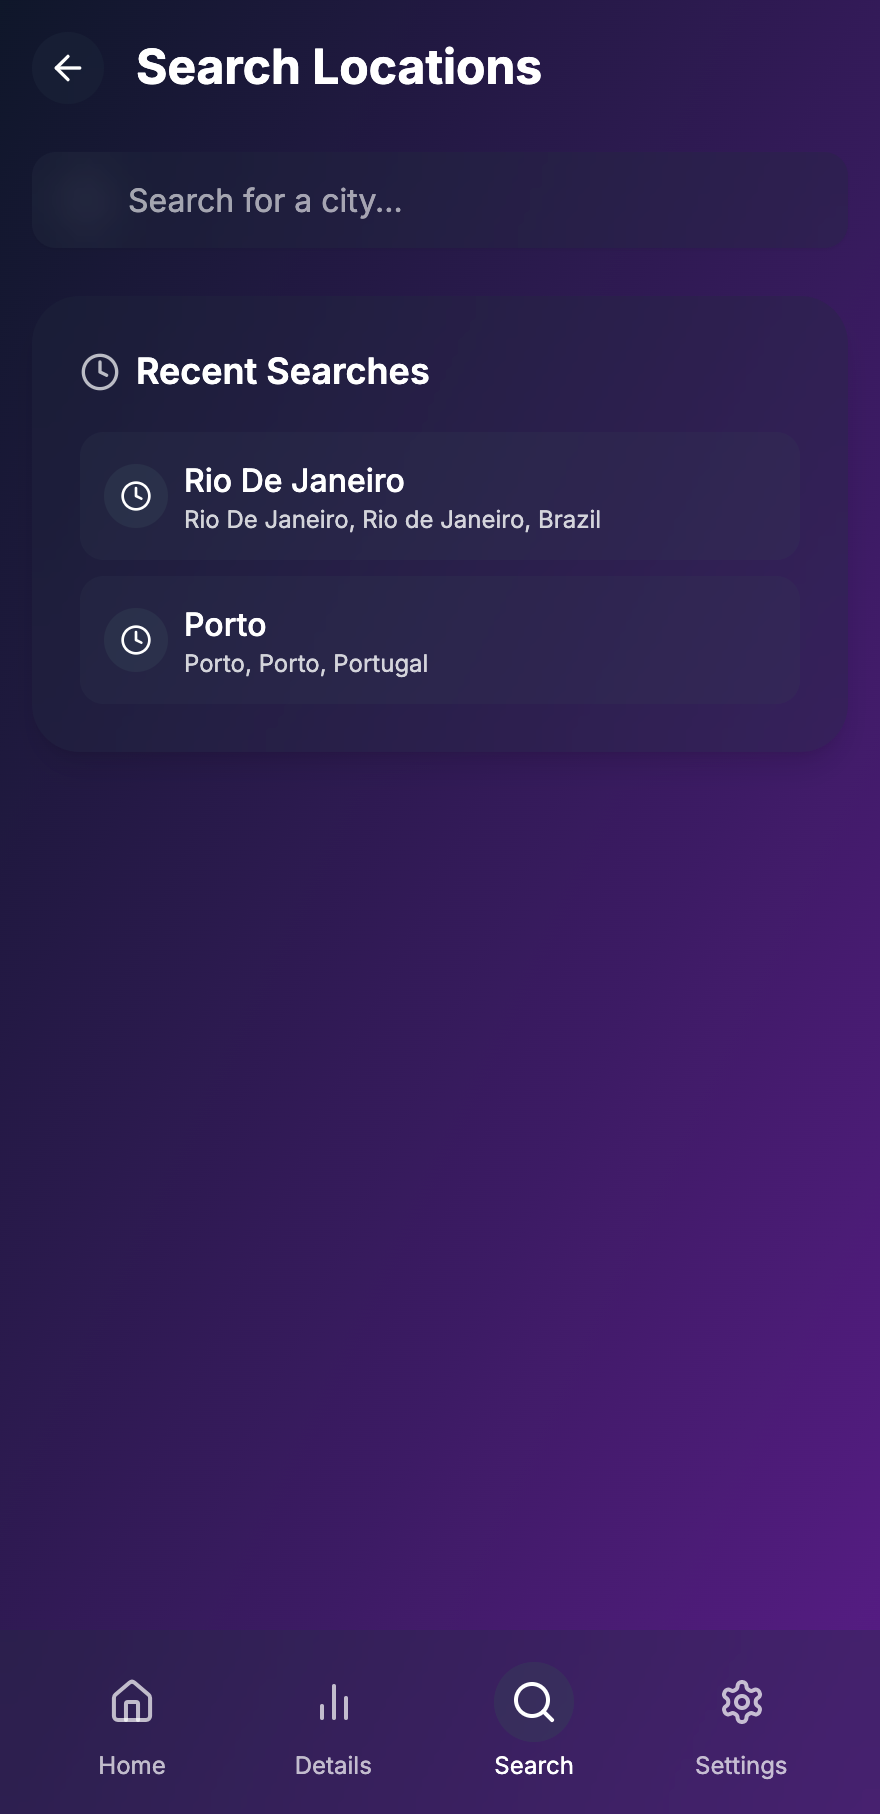 Search Locations
Search for a city...
Recent Searches
Rio De Janeiro
Rio De Janeiro, Rio de Janeiro, Brazil
Porto
Porto, Porto, Portugal
Home
Details
Search
Settings